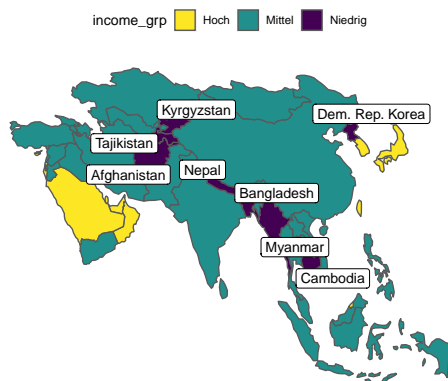 income_grp Hoch Mittel Niedrig
Kyrgyzstan
Dem. Rep. Korea
Tajikistan
Afghanistan
Nepal
Bangladesh
Myanmar
Cambodia